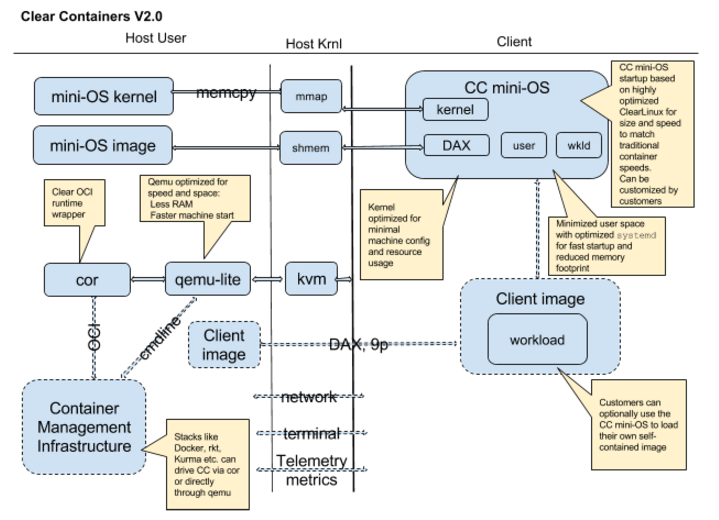 Clear Containers V2.0
Host User
Host Krnl
Client
mini-OS kernel
memcpy
mmap
mini-OS image
shmem
CC mini-OS
kernel
DAX
user
wkld
CC mini-OS
startup based
on highly
optimized
ClearLinux for
size and speed
to match
traditional
container
speeds.
Can be
customized by
customers
Clear OCI
runtime
wrapper
Qemu optimized for
speed and space:
Less RAM
Faster machine start
Kernel
optimized for
minimal
machine config
and resource
usage
Minimized user space
with optimized systemd
for fast startup and
reduced memory
footprint
cor
qemu-lite
kvm
OCI
cmdline
Client
image
DAX, 9p
Client image
workload
network
terminal
Telemetry
metrics
Container
Management
Infrastructure
Stacks like
Docker, rkt,
Kurma etc. can
drive CC via cor
or directly
through qemu
Customers can
optionally use the
CC mini-OS to load
their own self-
contained image